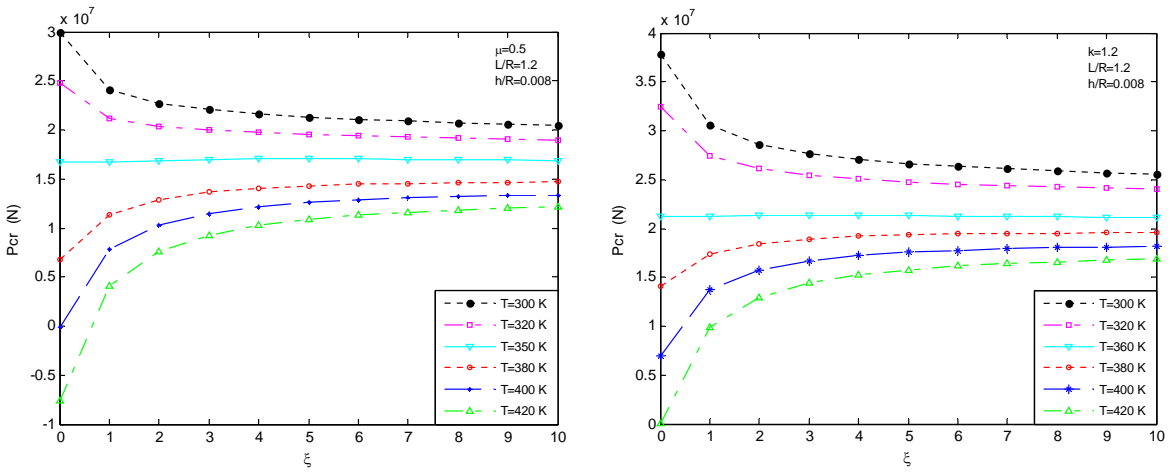 x 10^7
3
2.5
2
1.5
1
0.5
0
-0.5
-1
Pcr (N)
μ=0.5
L/R=1.2
h/R=0.008
T=300 K
T=320 K
T=350 K
T=380 K
T=400 K
T=420 K
0 1 2 3 4 5 6 7 8 9 10
ξ
x 10^7
4
3.5
3
2.5
2
1.5
1
0.5
0
Pcr (N)
k=1.2
L/R=1.2
h/R=0.008
T=300 K
T=320 K
T=360 K
T=380 K
T=400 K
T=420 K
0 1 2 3 4 5 6 7 8 9 10
ξ